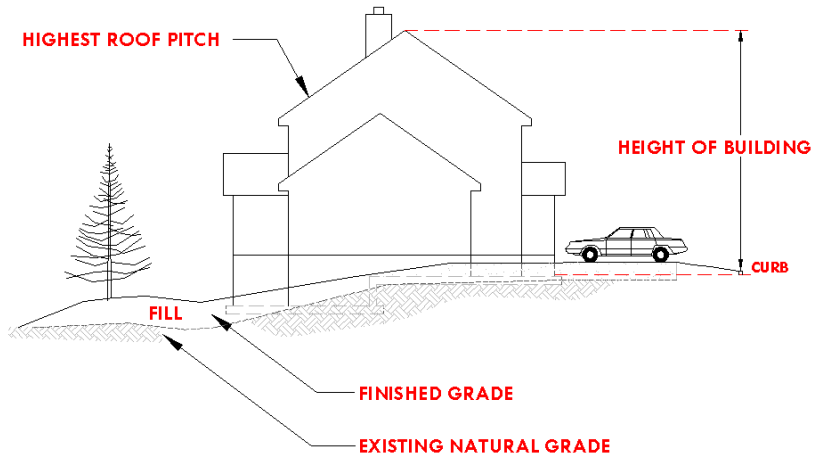 HIGHEST ROOF PITCH
HEIGHT OF BUILDING
CURB
FILL
FINISHED GRADE
EXISTING NATURAL GRADE